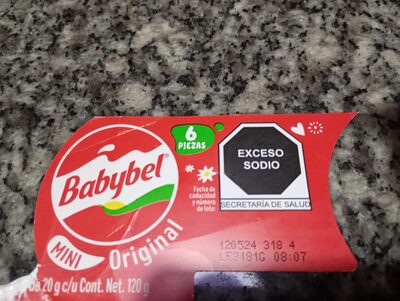 6
PIEZAS
EXCESO
SODIO
SECRETARÍA DE SALUD
Babybel
MINI
Original
Fecha de
caducidad
y número
de lote:
120524 318 4
LE3181G 08:07
de 20 g c/u Cont. Net. 120 g